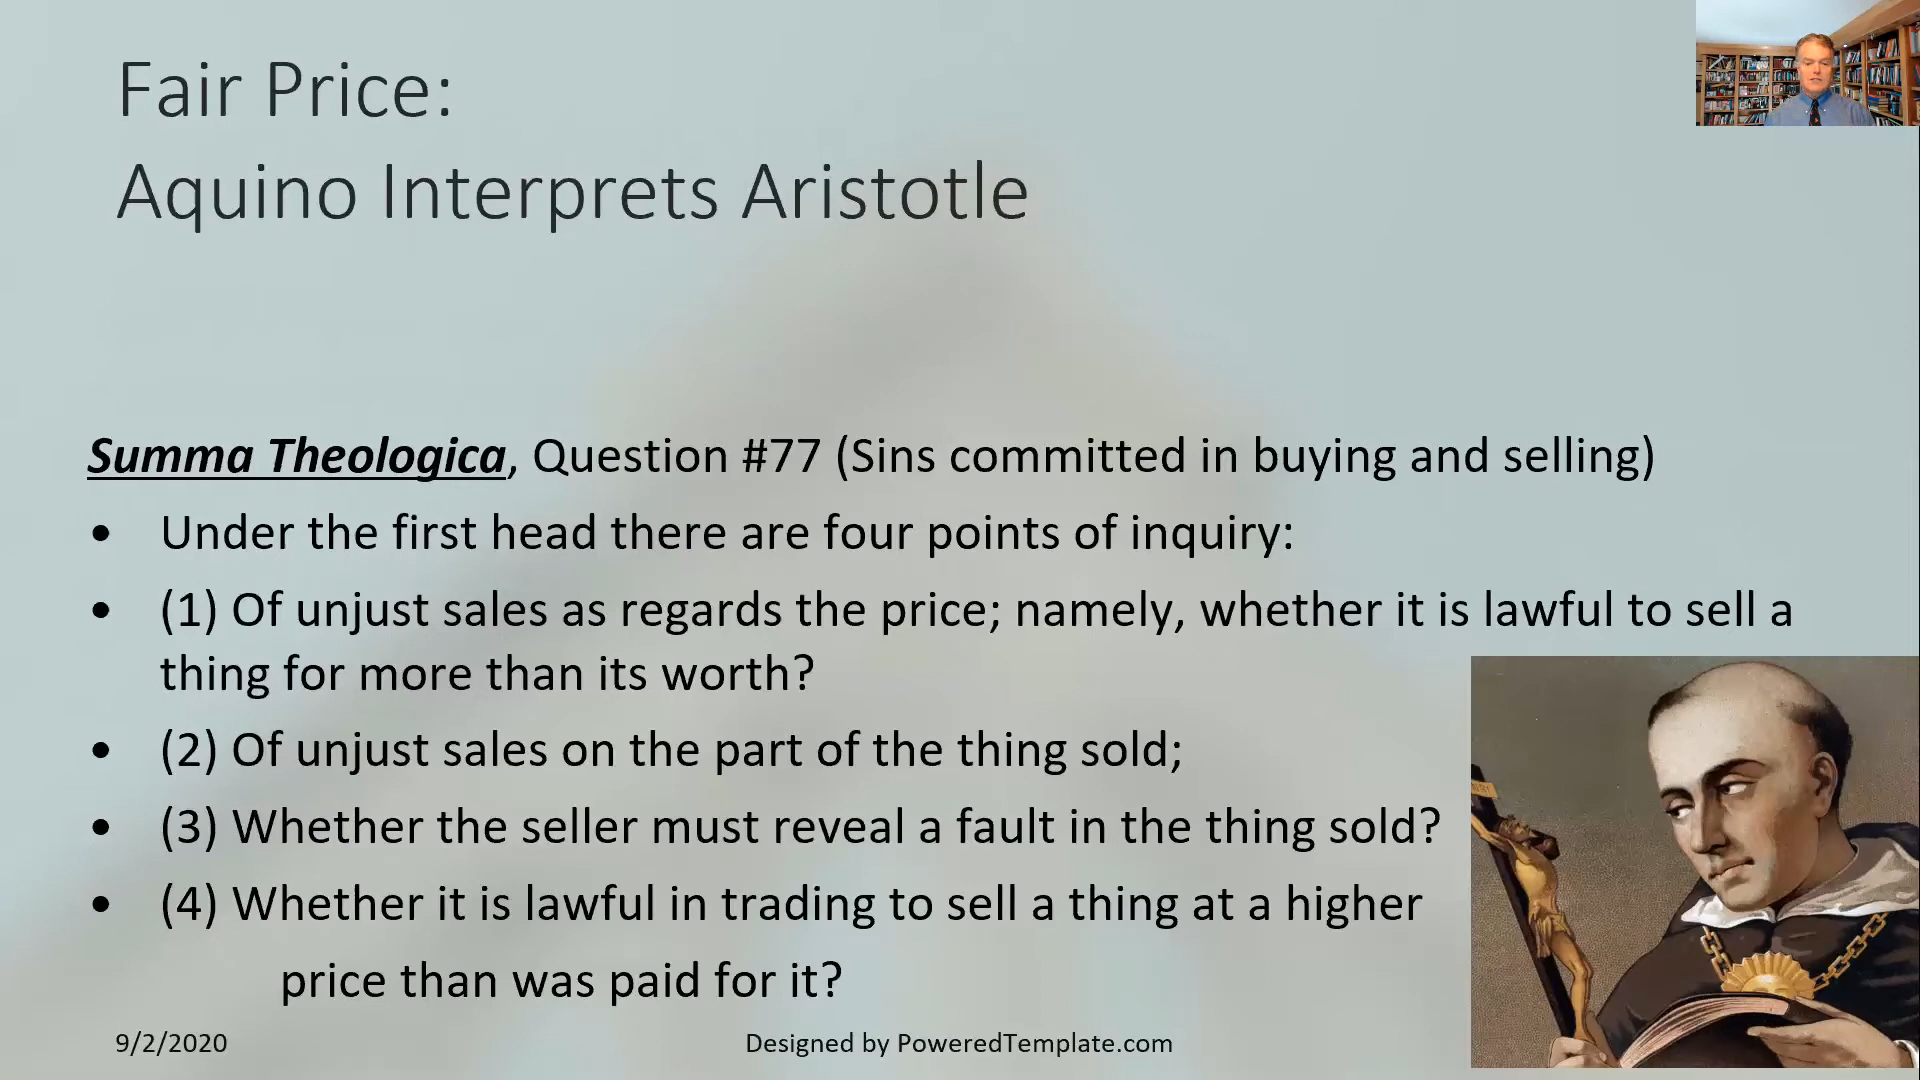 Fair Price:
Aquino Interprets Aristotle
Summa Theologica, Question #77 (Sins committed in buying and selling)
• Under the first head there are four points of inquiry:
• (1) Of unjust sales as regards the price; namely, whether it is lawful to sell a
thing for more than its worth?
• (2) Of unjust sales on the part of the thing sold;
• (3) Whether the seller must reveal a fault in the thing sold?
• (4) Whether it is lawful in trading to sell a thing at a higher
price than was paid for it?
9/2/2020
Designed by PoweredTemplate.com